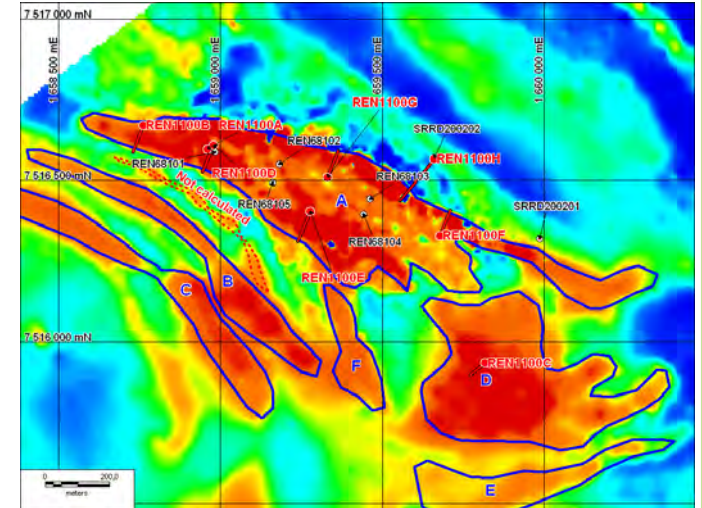 7 517 000 mN
1 658 500 mE
1 659 000 mE
1 659 500 mE
1 660 000 mE
REN1100G
REN1100B
REN1100A
SRRD200202
REN68102
REN68101
REN1100H
REN1100D
REN68103
7 516 500 mN
Not calculated
A
REN68105
SRRD200201
REN1100F
REN68104
REN1100E
B
C
7 516 000 mN
F
REN1100C
D
E
0 200,0
meters